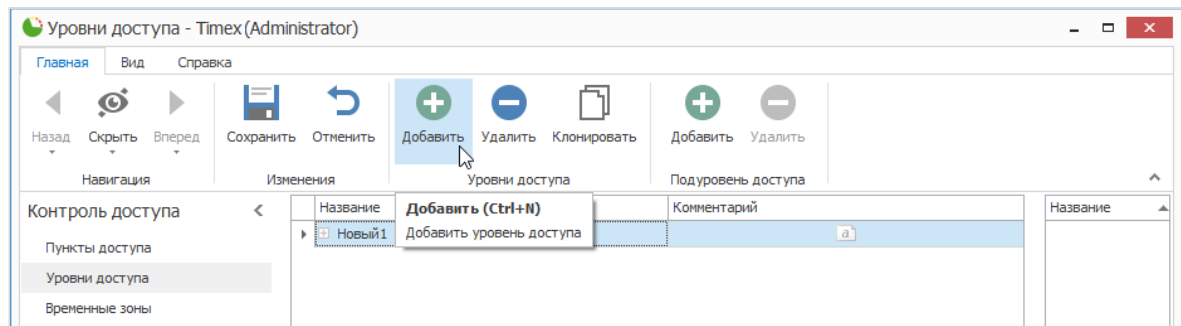 Уровни доступа - Timex (Administrator)
Главная Вид Справка
Назад Скрыть Вперед Сохранить Отменить Добавить Удалить Клонировать Добавить Удалить
Навигация Изменения Уровни доступа Подуровень доступа
Контроль доступа Название Добавить (Ctrl+N) Комментарий Название
Новый1 Добавить уровень доступа a
Пункты доступа
Уровни доступа
Временные зоны